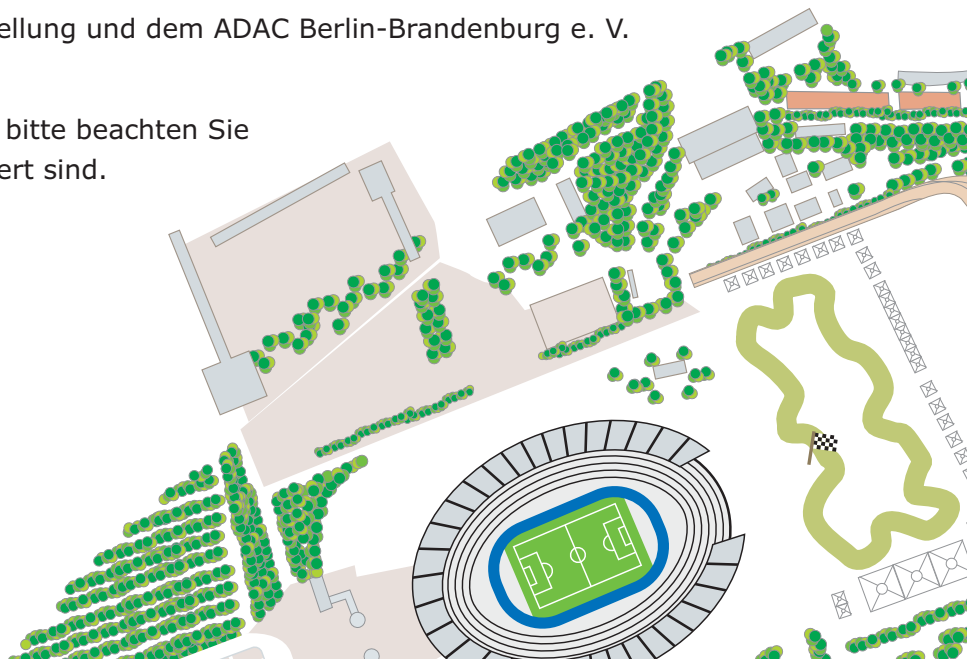 ellung und dem ADAC Berlin-Brandenburg e. V.
bitte beachten Sie
ert sind.